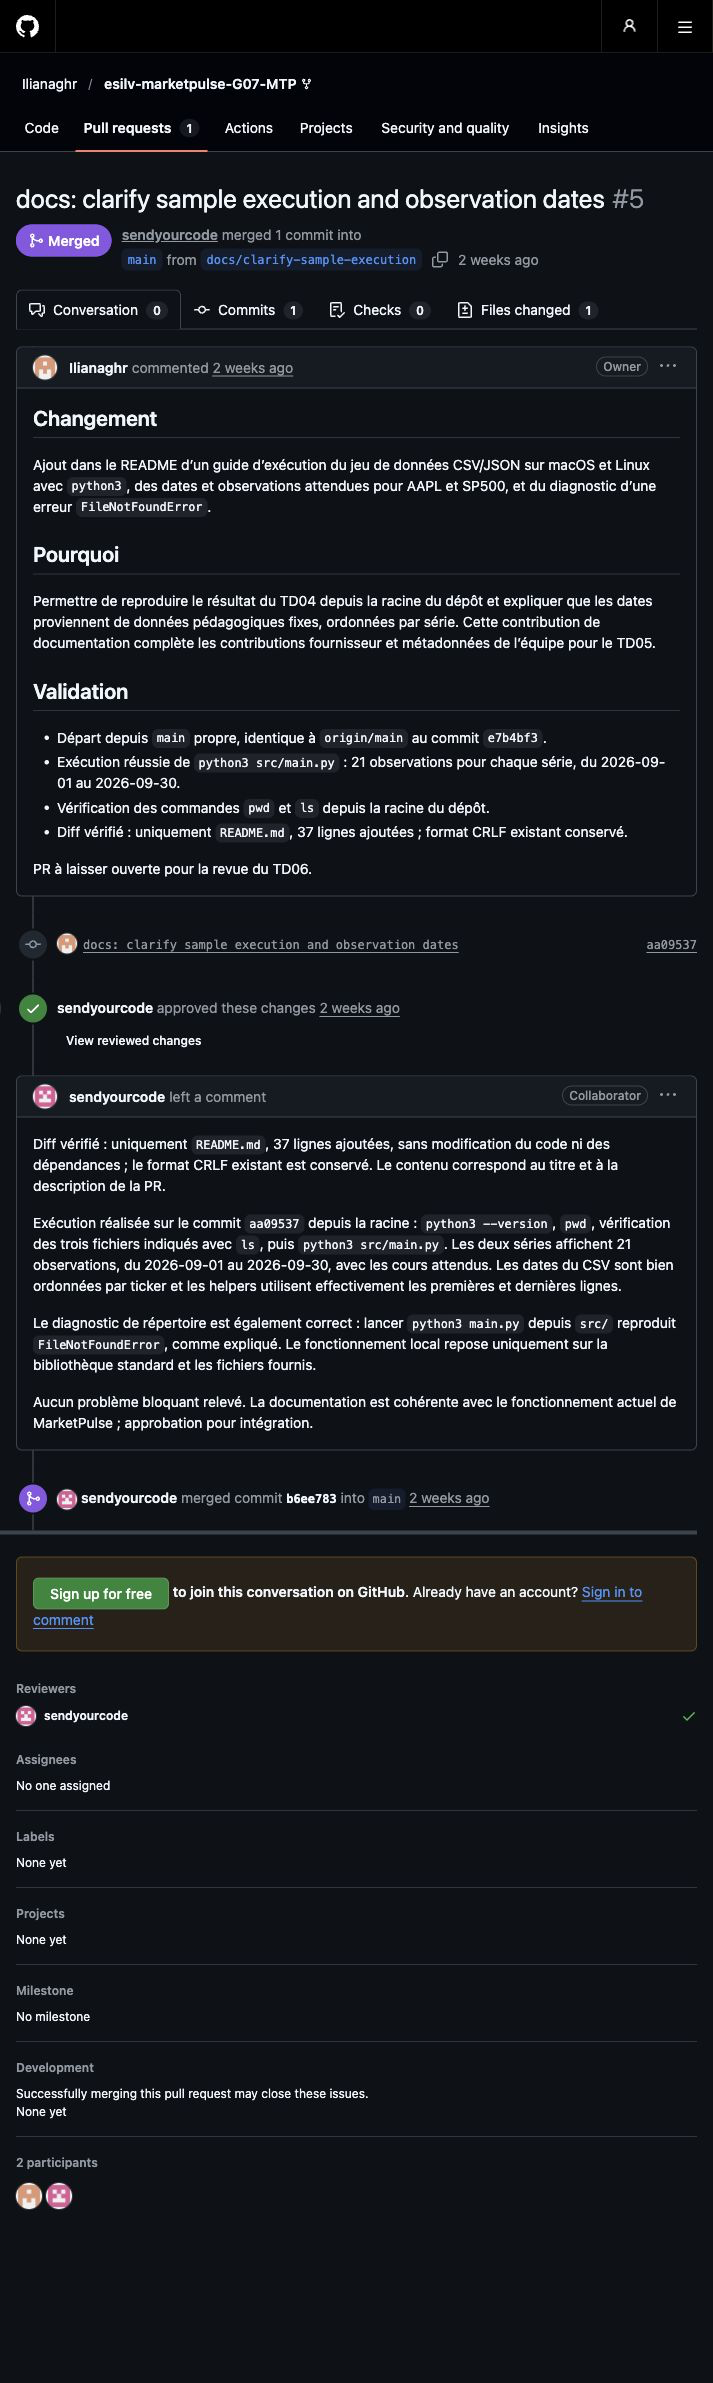 Ilianaghr / esilv-marketpulse-G07-MTP
Code Pull requests 1 Actions Projects Security and quality Insights
docs: clarify sample execution and observation dates #5
Merged sendyourcode merged 1 commit into
main from docs/clarify-sample-execution 2 weeks ago
Conversation 0 Commits 1 Checks 0 Files changed 1
Ilianaghr commented 2 weeks ago Owner ...
Changement
Ajout dans le README d’un guide d’exécution du jeu de données CSV/JSON sur macOS et Linux
avec python3, des dates et observations attendues pour AAPL et SP500, et du diagnostic d’une
erreur FileNotFoundError.
Pourquoi
Permettre de reproduire le résultat du TD04 depuis la racine du dépôt et expliquer que les dates
proviennent de données pédagogiques fixes, ordonnées par série. Cette contribution de
documentation complète les contributions fournisseur et métadonnées de l’équipe pour le TD05.
Validation
• Départ depuis main propre, identique à origin/main au commit e7b4bf3.
• Exécution réussie de python3 src/main.py : 21 observations pour chaque série, du 2026-09-
01 au 2026-09-30.
• Vérification des commandes pwd et ls depuis la racine du dépôt.
• Diff vérifié : uniquement README.md, 37 lignes ajoutées ; format CRLF existant conservé.
PR à laisser ouverte pour la revue du TD06.
docs: clarify sample execution and observation dates aa09537
sendyourcode approved these changes 2 weeks ago
View reviewed changes
sendyourcode left a comment Collaborator ...
Diff vérifié : uniquement README.md, 37 lignes ajoutées, sans modification du code ni des
dépendances ; le format CRLF existant est conservé. Le contenu correspond au titre et à la
description de la PR.
Exécution réalisée sur le commit aa09537 depuis la racine : python3 --version, pwd, vérification
des trois fichiers indiqués avec ls, puis python3 src/main.py. Les deux séries affichent 21
observations, du 2026-09-01 au 2026-09-30, avec les cours attendus. Les dates du CSV sont bien
ordonnées par ticker et les helpers utilisent effectivement les premières et dernières lignes.
Le diagnostic de répertoire est également correct : lancer python3 main.py depuis src/ reproduit
FileNotFoundError, comme expliqué. Le fonctionnement local repose uniquement sur la
bibliothèque standard et les fichiers fournis.
Aucun problème bloquant relevé. La documentation est cohérente avec le fonctionnement actuel de
MarketPulse ; approbation pour intégration.
sendyourcode merged commit b6ee783 into main 2 weeks ago
Sign up for free to join this conversation on GitHub. Already have an account? Sign in to
comment
Reviewers
sendyourcode
Assignees
No one assigned
Labels
None yet
Projects
None yet
Milestone
No milestone
Development
Successfully merging this pull request may close these issues.
None yet
2 participants